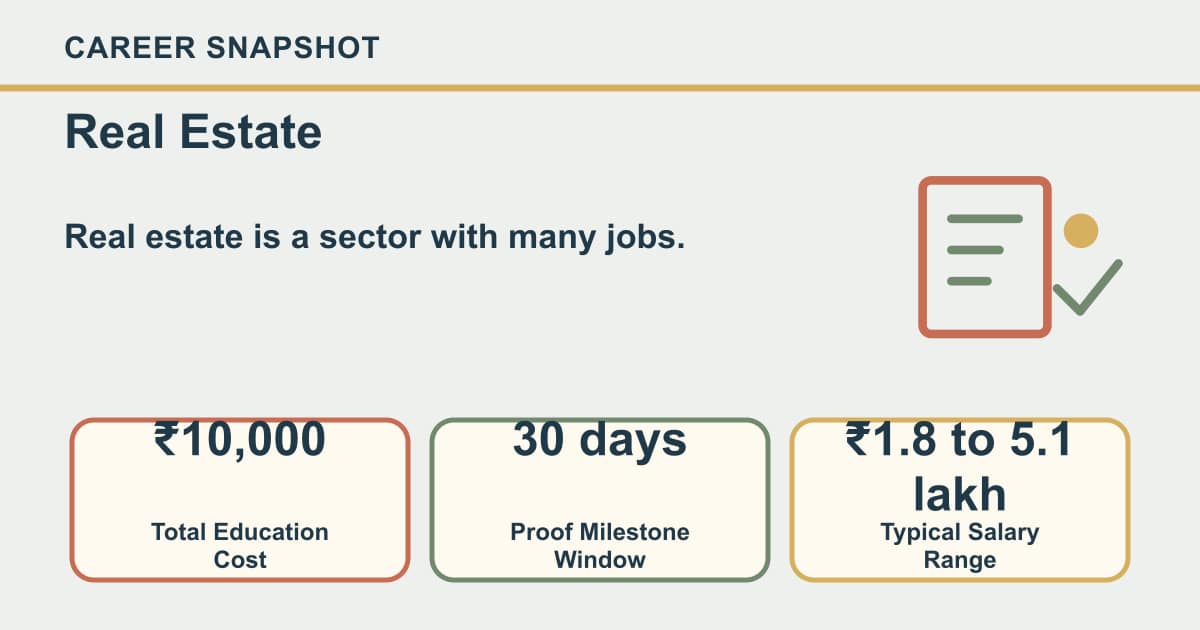 CAREER SNAPSHOT
Real Estate
Real estate is a sector with many jobs.
₹10,000
Total Education
Cost
30 days
Proof Milestone
Window
₹1.8 to 5.1
lakh
Typical Salary
Range